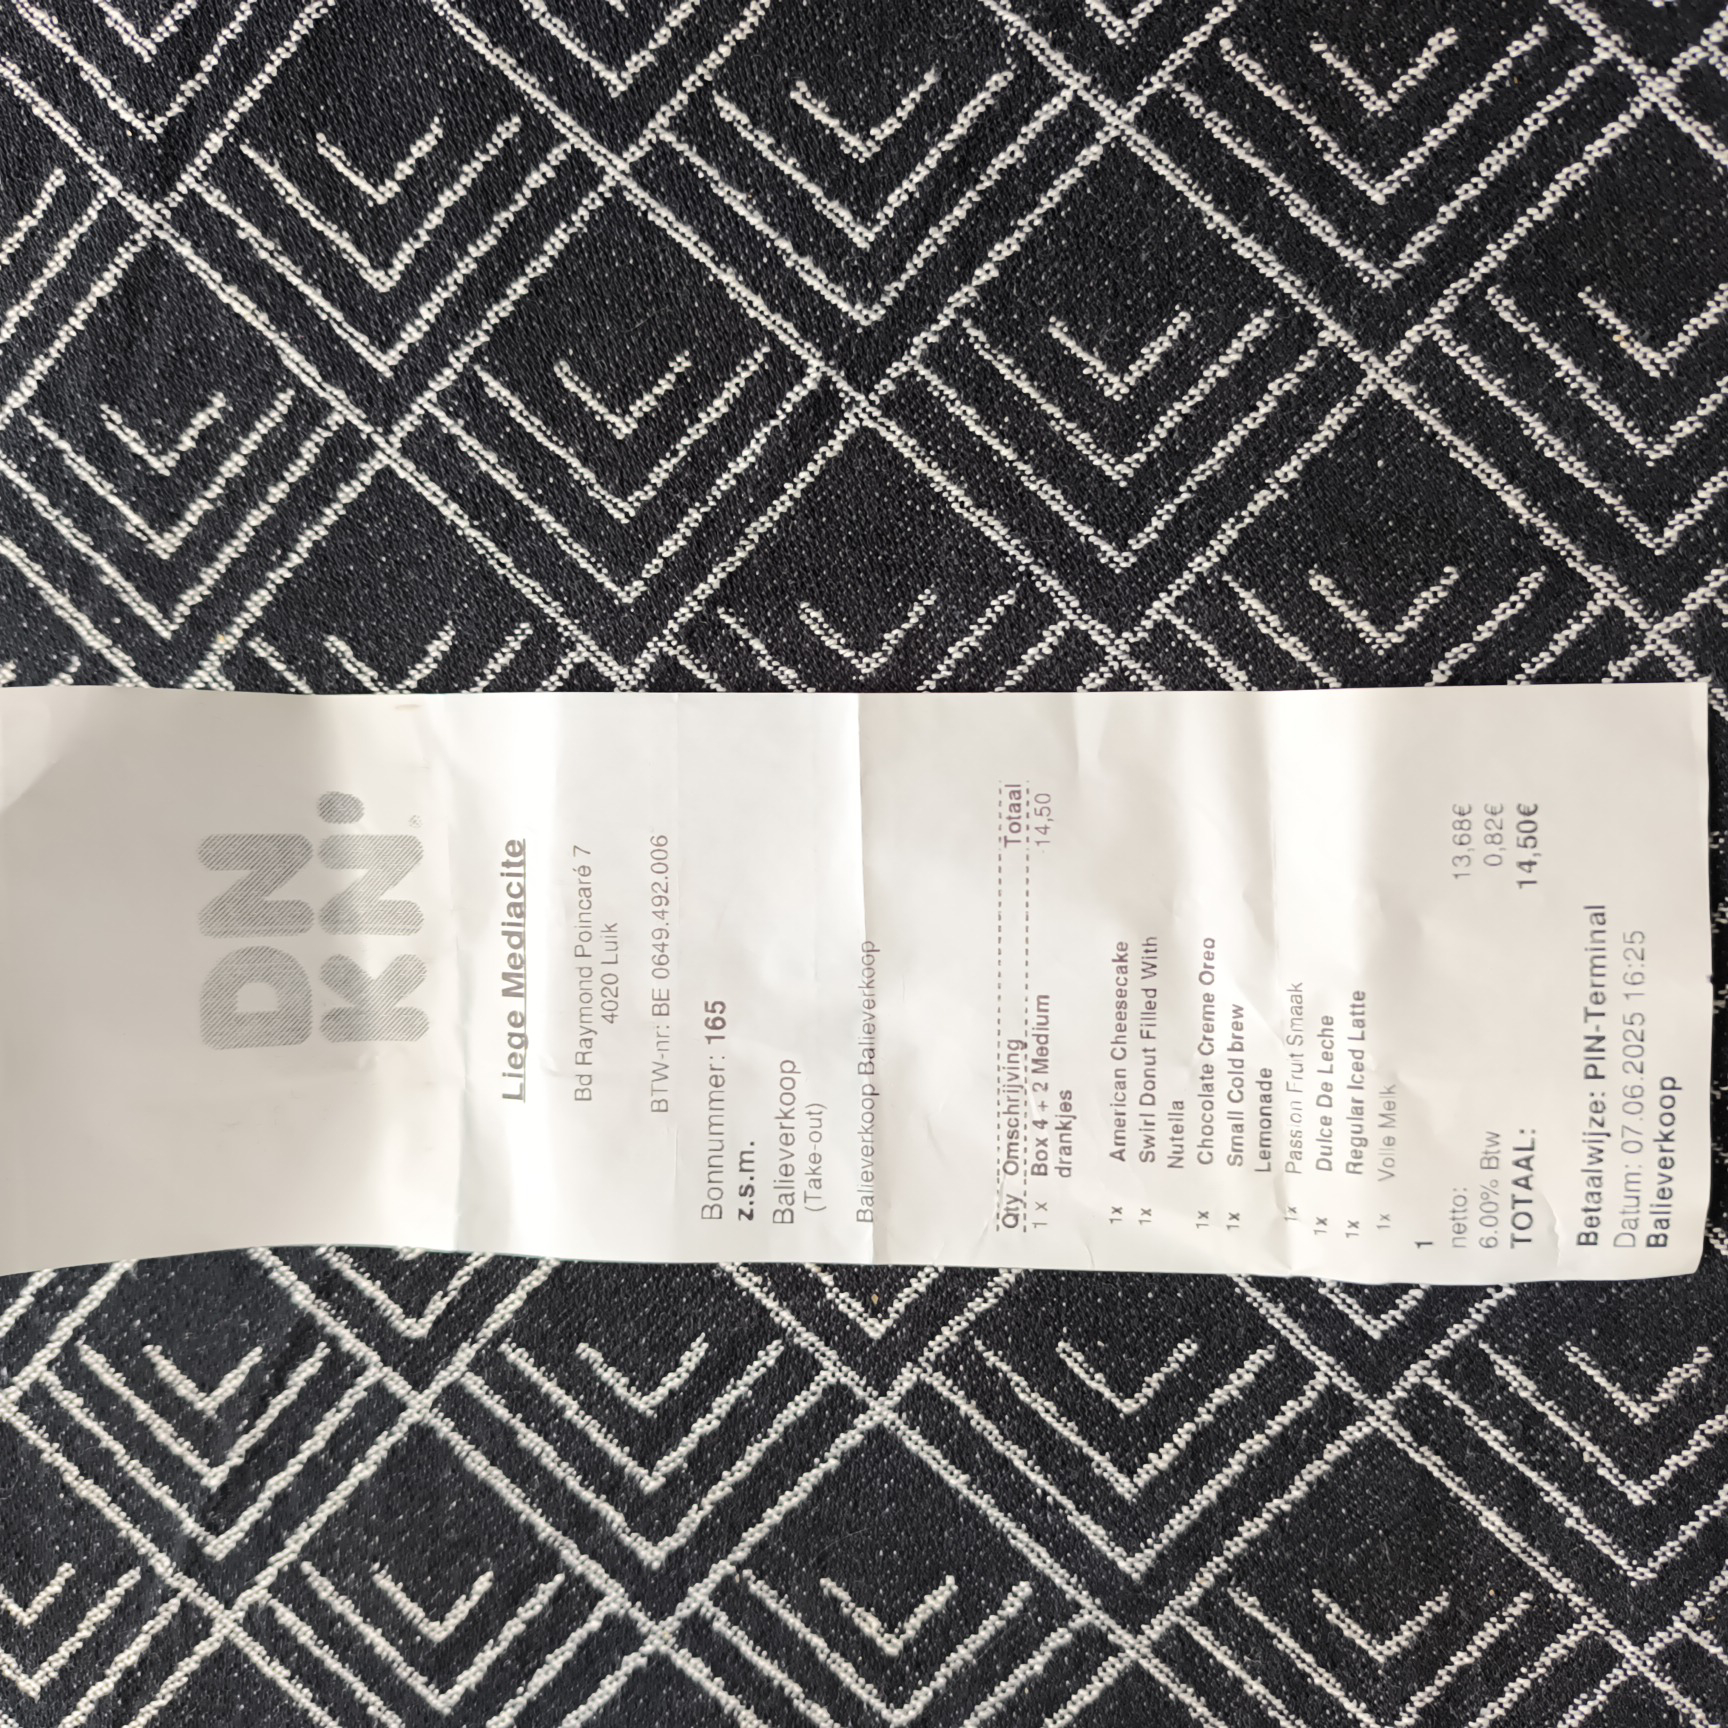 DN
KN.®
Liege Mediacite
Bd Raymond Poincaré 7
4020 Luik
BTW-nr: BE 0649.492.006
Bonnummer: 165
z.s.m.
Balieverkoop
(Take-out)
Balieverkoop Balieverkoop
Qty Omschrijving Totaal
1 x Box 4 + 2 Medium 14,50
drankjes
1x American Cheesecake
1x Swirl Donut Filled With
Nutella
1x Chocolate Creme Oreo
1x Small Cold brew
Lemonade
1x Passion Fruit Smaak
1x Dulce De Leche
1x Regular Iced Latte
1x Volle Melk
1
netto: 13,68€
6.00% Btw 0,82€
TOTAAL: 14,50€
Betaalwijze: PIN-Terminal
Datum: 07.06.2025 16:25
Balieverkoop